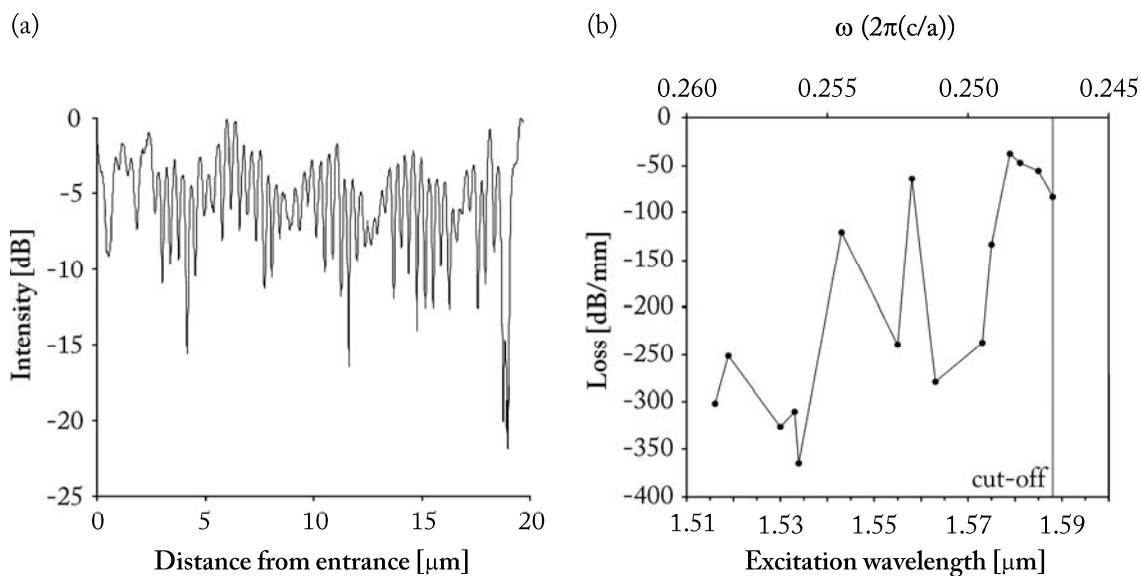 (a)
Intensity [dB]
0
−5
−10
−15
−20
−25
0 5 10 15 20
Distance from entrance [μm]
(b)
ω (2π(c/a))
0.260 0.255 0.250 0.245
Loss [dB/mm]
0
-50
-100
-150
-200
-250
-300
-350
-400
cut-off
1.51 1.53 1.55 1.57 1.59
Excitation wavelength [μm]